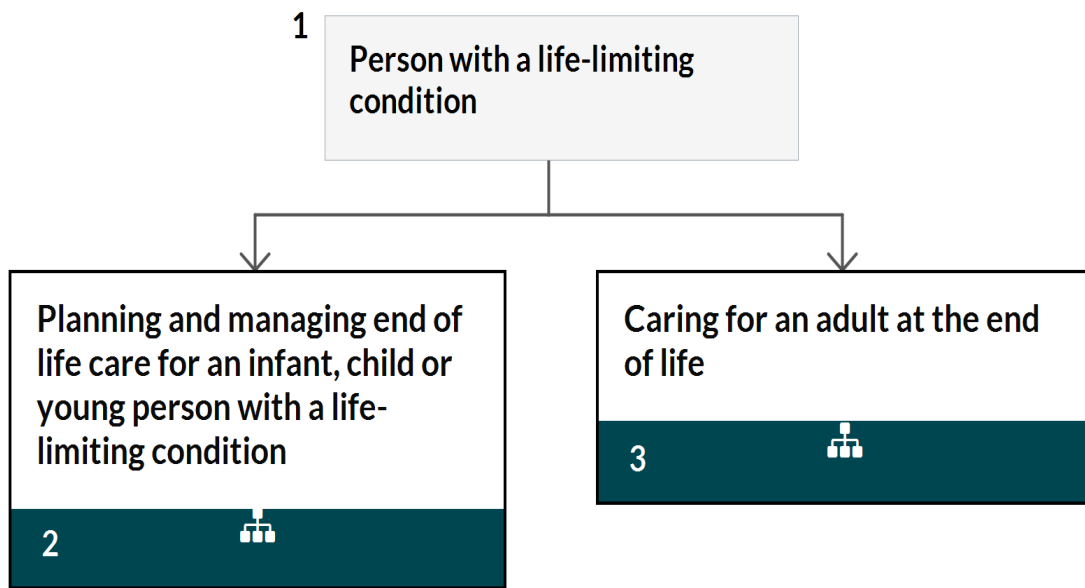 1
Person with a life-limiting
condition
Planning and managing end of
life care for an infant, child or
young person with a life-
limiting condition
2
Caring for an adult at the end
of life
3